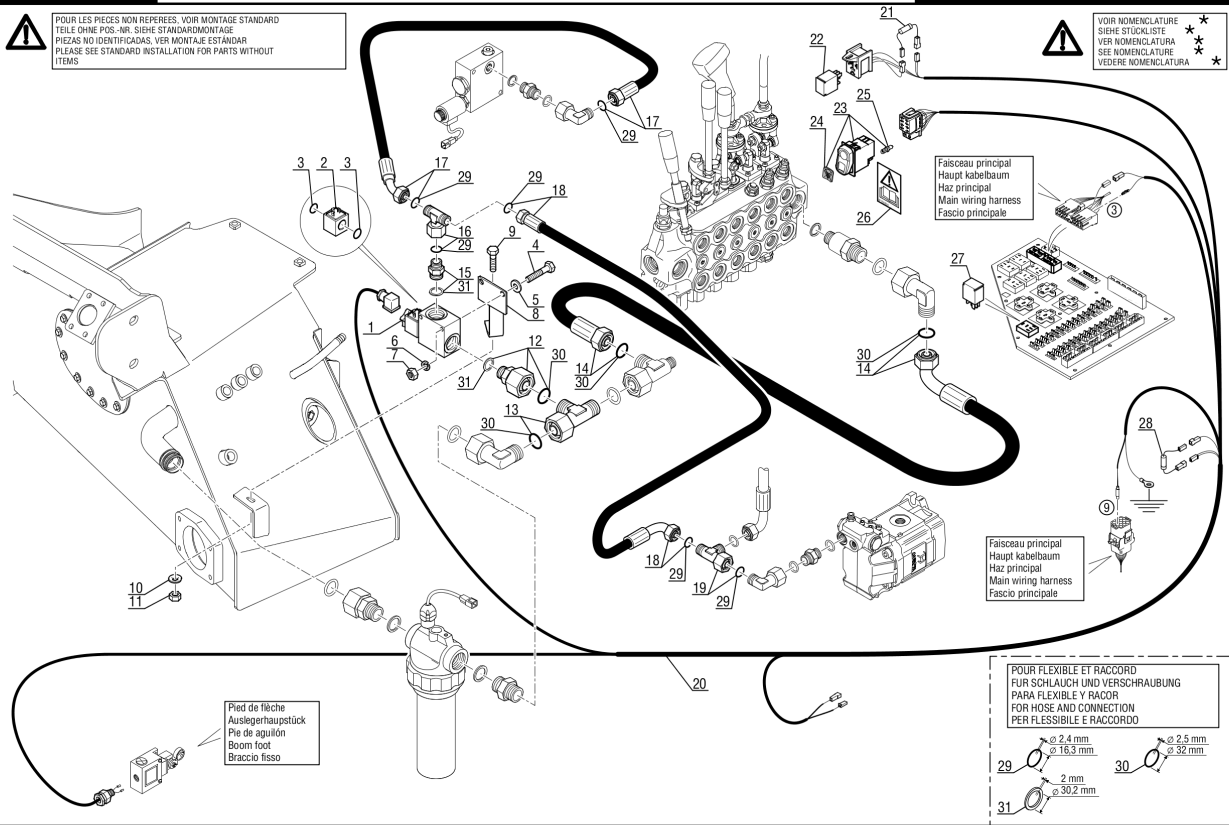 POUR LES PIECES NON REPEREES, VOIR MONTAGE STANDARD
TEILE OHNE POS.-NR. SIEHE STANDARDMONTAGE
PIEZAS NO IDENTIFICADAS, VER MONTAJE ESTÁNDAR
PLEASE SEE STANDARD INSTALLATION FOR PARTS WITHOUT
ITEMS
VOIR NOMENCLATURE *
SIEHE STÜCKLISTE *
VER NOMENCLATURA *
SEE NOMENCLATURE *
VEDERE NOMENCLATURA *
21
22
23
25
24
26
17
29
3 2 3
17
29
29
18
16
29
9
4
15
31
5
8
1
6
7
12
30
31
14
30
13
30
30
14
Faisceau principal
Haupt kabelbaum
Haz principal
Main wiring harness
Fascio principale
3
27
28
9
Faisceau principal
Haupt kabelbaum
Haz principal
Main wiring harness
Fascio principale
18
29
19
29
10
11
20
Pied de flèche
Auslegerhaupstück
Pie de aguilón
Boom foot
Braccio fisso
POUR FLEXIBLE ET RACCORD
FUR SCHLAUCH UND VERSCHRAUBUNG
PARA FLEXIBLE Y RACOR
FOR HOSE AND CONNECTION
PER FLESSIBILE E RACCORDO
ø 2,4 mm
ø 16,3 mm
29
ø 2,5 mm
ø 32 mm
30
2 mm
ø 30,2 mm
31